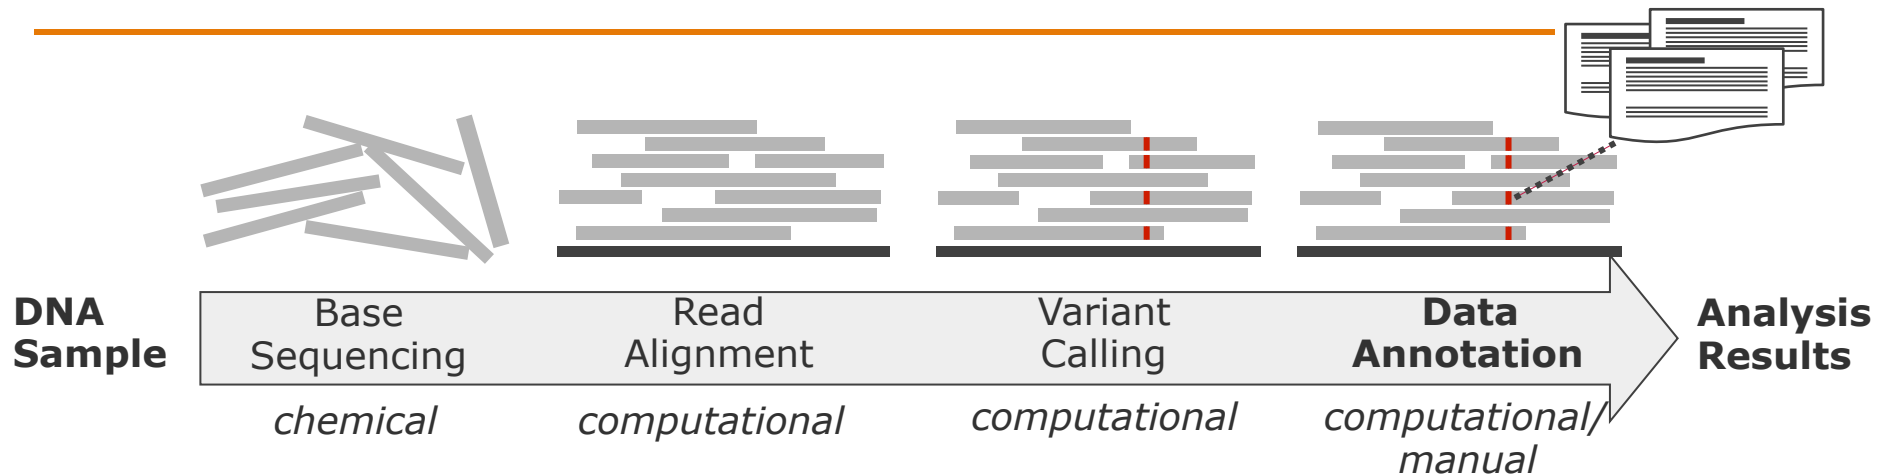 DNA
Sample
Base
Sequencing
Read
Alignment
Variant
Calling
Data
Annotation
Analysis
Results
chemical
computational
computational
computational/
manual